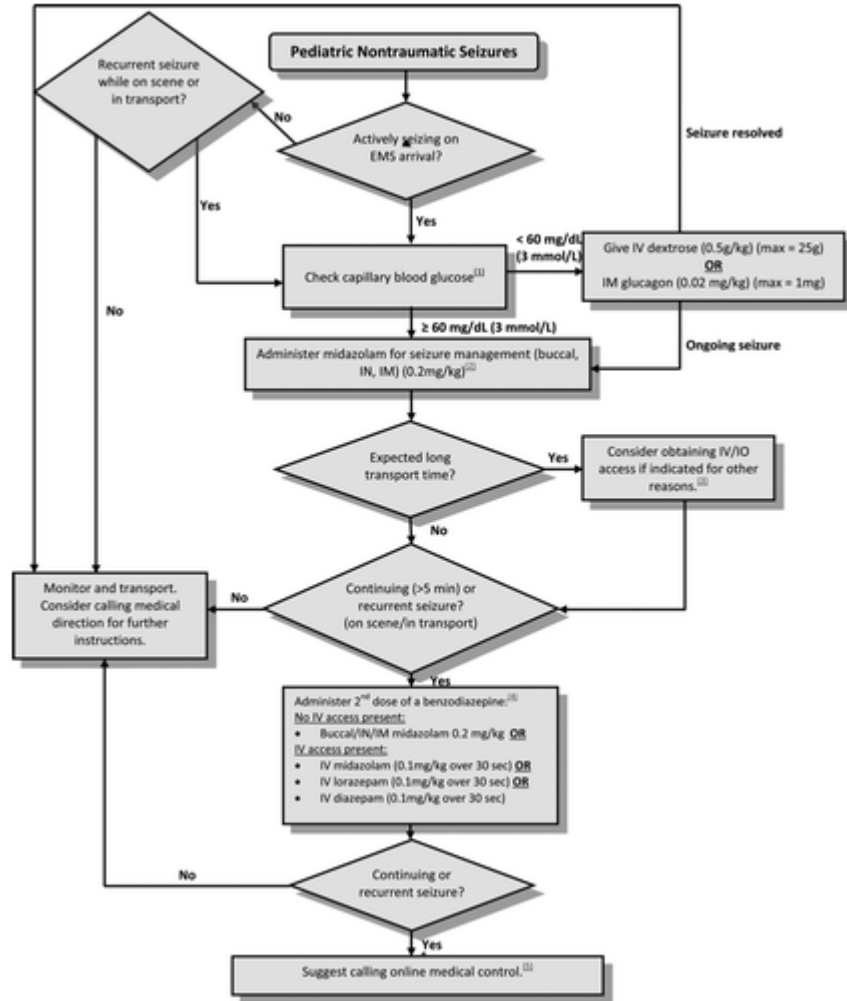 Pediatric Nontraumatic Seizures
Recurrent seizure
while on scene or
in transport?
No
Actively seizing on
EMS arrival?
Seizure resolved
Yes
Yes
< 60 mg/dL
(3 mmol/L)
Give IV dextrose (0.5g/kg) (max = 25g)
OR
IM glucagon (0.02 mg/kg) (max = 1mg)
Check capillary blood glucose(1)
No
≥ 60 mg/dL (3 mmol/L)
Ongoing seizure
Administer midazolam for seizure management (buccal,
IN, IM) (0.2mg/kg)(2)
Expected long
transport time?
Yes
Consider obtaining IV/IO
access if indicated for other
reasons.(3)
No
Monitor and transport.
Consider calling medical
direction for further
instructions.
No
Continuing (>5 min) or
recurrent seizure?
(on scene/in transport)
Yes
Administer 2nd dose of a benzodiazepine:(4)
No IV access present:
• Buccal/IN/IM midazolam 0.2 mg/kg OR
IV access present:
• IV midazolam (0.1mg/kg over 30 sec) OR
• IV lorazepam (0.1mg/kg over 30 sec) OR
• IV diazepam (0.1mg/kg over 30 sec)
No
Continuing or
recurrent seizure?
Yes
Suggest calling online medical control.(5)